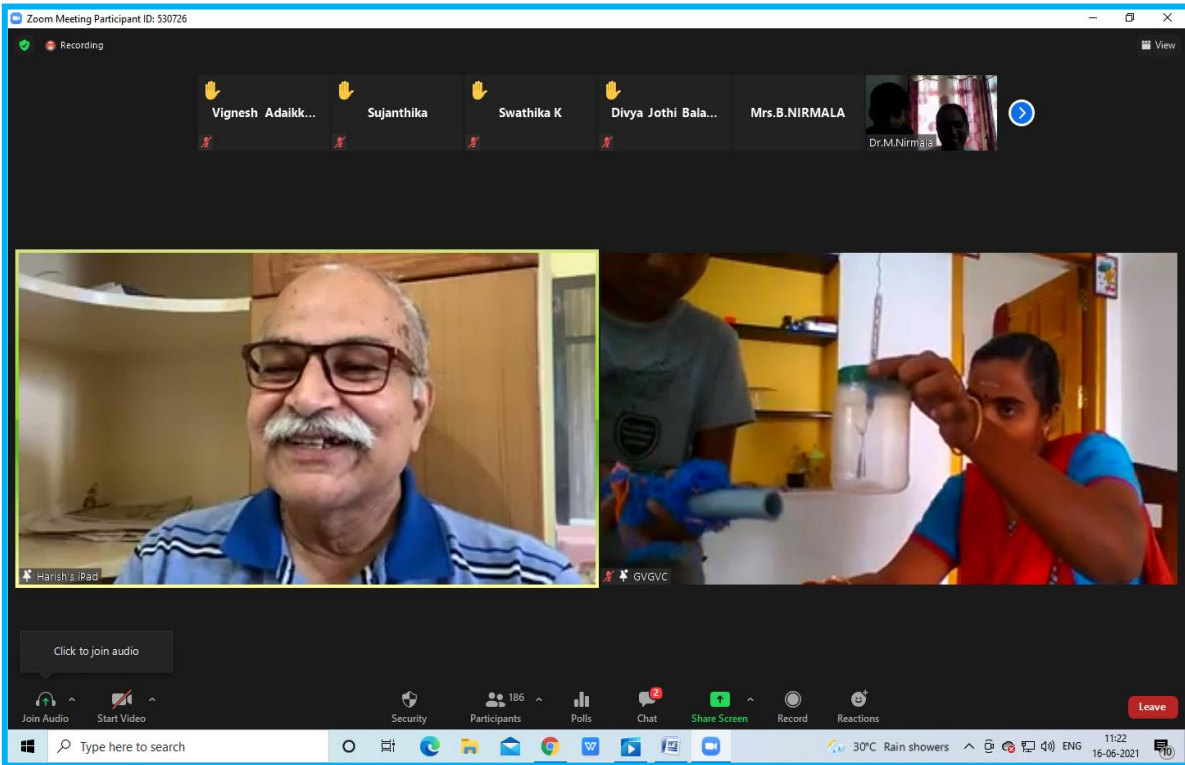 Zoom Meeting Participant ID: 530726
Recording
View
Vignesh Adaikk...
Sujanthika
Swathika K
Divya Jothi Bala...
Mrs.B.NIRMALA
Dr.M.Nirmala
Harish's iPad
GVGVC
Click to join audio
Join Audio
Start Video
Security
186
Participants
Polls
2
Chat
Share Screen
Record
Reactions
Leave
Type here to search
30°C Rain showers
ENG
11:22
16-06-2021
10